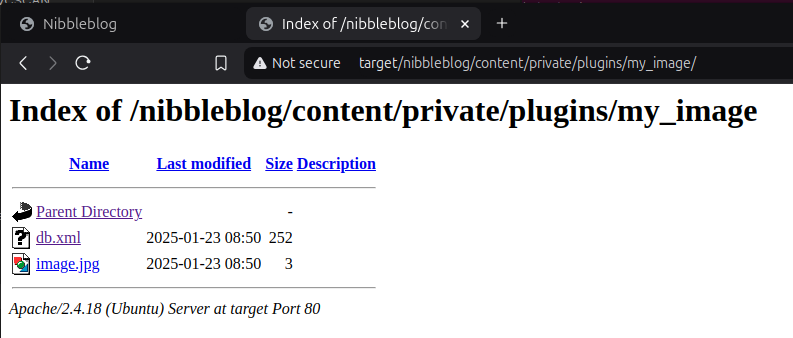 Nibbleblog
Index of /nibbleblog/con
Not secure target/nibbleblog/content/private/plugins/my_image/
Index of /nibbleblog/content/private/plugins/my_image
Name Last modified Size Description
Parent Directory -
db.xml 2025-01-23 08:50 252
image.jpg 2025-01-23 08:50 3
Apache/2.4.18 (Ubuntu) Server at target Port 80